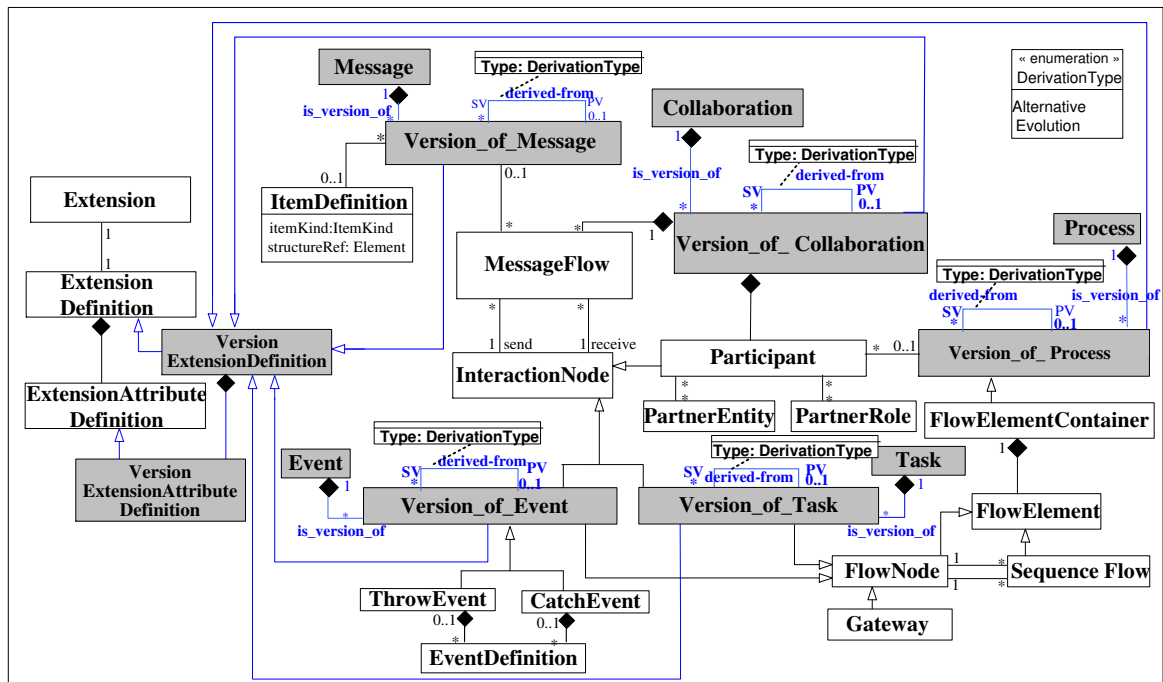 Message
1
is_version_of
*
Type: DerivationType
derived-from
SV
PV
*
0..1
Version_of_Message
*
0..1
0..1
*
ItemDefinition
itemKind:ItemKind
structureRef: Element
Collaboration
1
is_version_of
*
Type: DerivationType
derived-from
SV
PV
*
0..1
Version_of_ Collaboration
1
*
« enumeration »
DerivationType
Alternative
Evolution
Extension
1
1
Extension
Definition
MessageFlow
*
*
1
send
1
receive
Process
1
is_version_of
*
Type: DerivationType
derived-from
SV
PV
*
0..1
Version_of_ Process
Version
ExtensionDefinition
ExtensionAttribute
Definition
Version
ExtensionAttribute
Definition
InteractionNode
Participant
*
0..1
*
*
*
*
PartnerEntity
PartnerRole
FlowElementContainer
1
Event
1
is_version_of
*
Type: DerivationType
derived-from
SV
PV
*
0..1
Version_of_Event
Type: DerivationType
SV
PV
derived-from
*
0..1
Version_of_Task
Task
1
*
is_version_of
FlowElement
FlowNode
1
*
1
*
Sequence Flow
Gateway
ThrowEvent
CatchEvent
0..1
0..1
*
*
EventDefinition